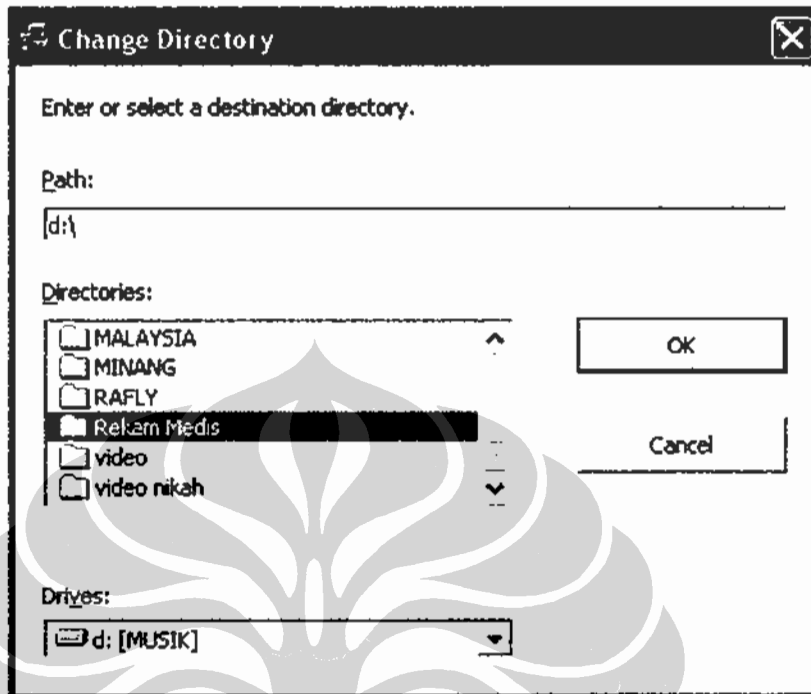 Change Directory
Enter or select a destination directory.
Path:
d:\
Directories:
MALAYSIA
MINANG
RAFLY
Rekam Medis
video
video nikah
OK
Cancel
Drives:
d: [MUSIK]